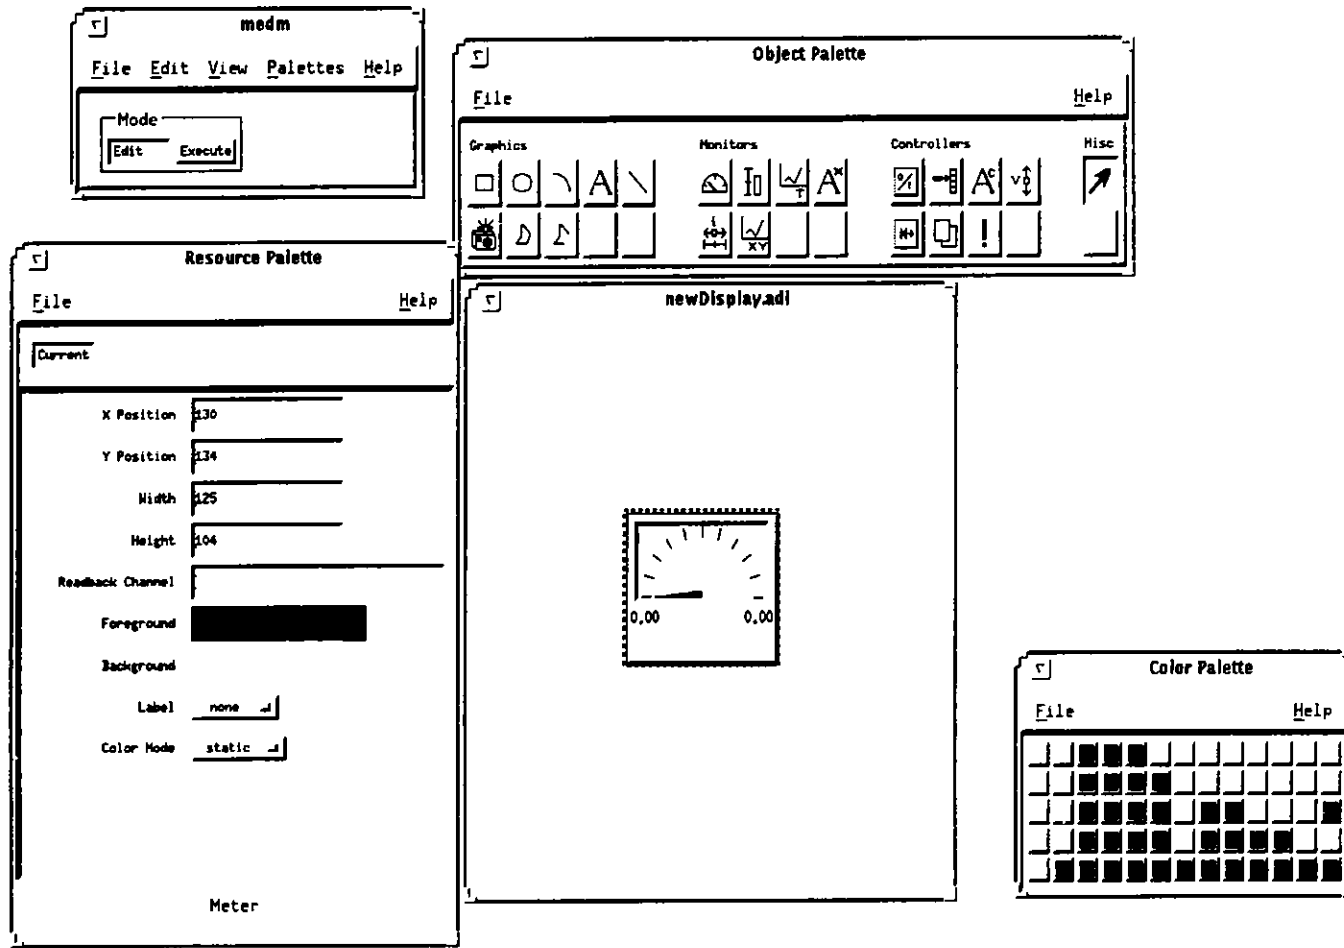 medm
File Edit View Palettes Help
Mode
Edit Execute
Object Palette
File Help
Graphics Monitors Controllers Misc
Resource Palette
File Help
Current
X Position 130
Y Position 134
Width 125
Height 104
Readback Channel
Foreground
Background
Label none
Color Mode static
Meter
newDisplay.adl
0.00 0.00
Color Palette
File Help